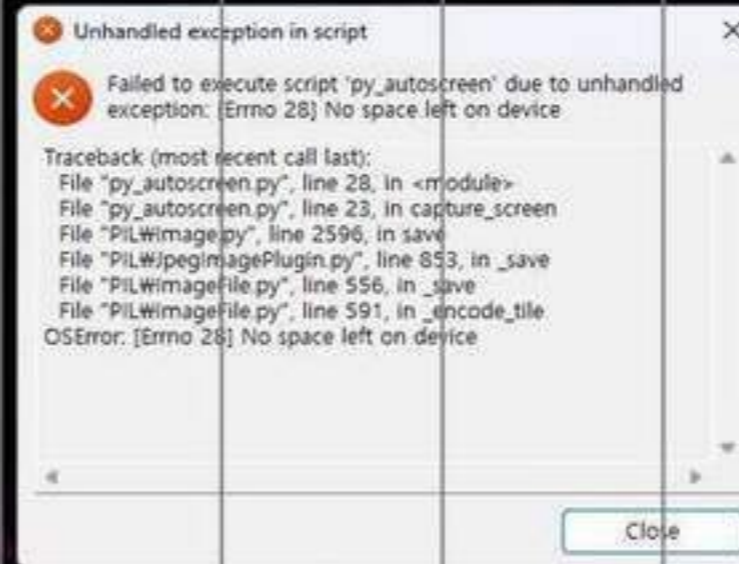 Unhandled exception in script
Failed to execute script 'py_autoscreen' due to unhandled
exception: [Errno 28] No space left on device
Traceback (most recent call last):
File "py_autoscreen.py", line 28, in <module>
File "py_autoscreen.py", line 23, in capture_screen
File "PIL₩Image.py", line 2596, in save
File "PIL₩JpegImagePlugin.py", line 853, in _save
File "PIL₩ImageFile.py", line 556, in _save
File "PIL₩ImageFile.py", line 591, in _encode_tile
OSError: [Errno 28] No space left on device
Close